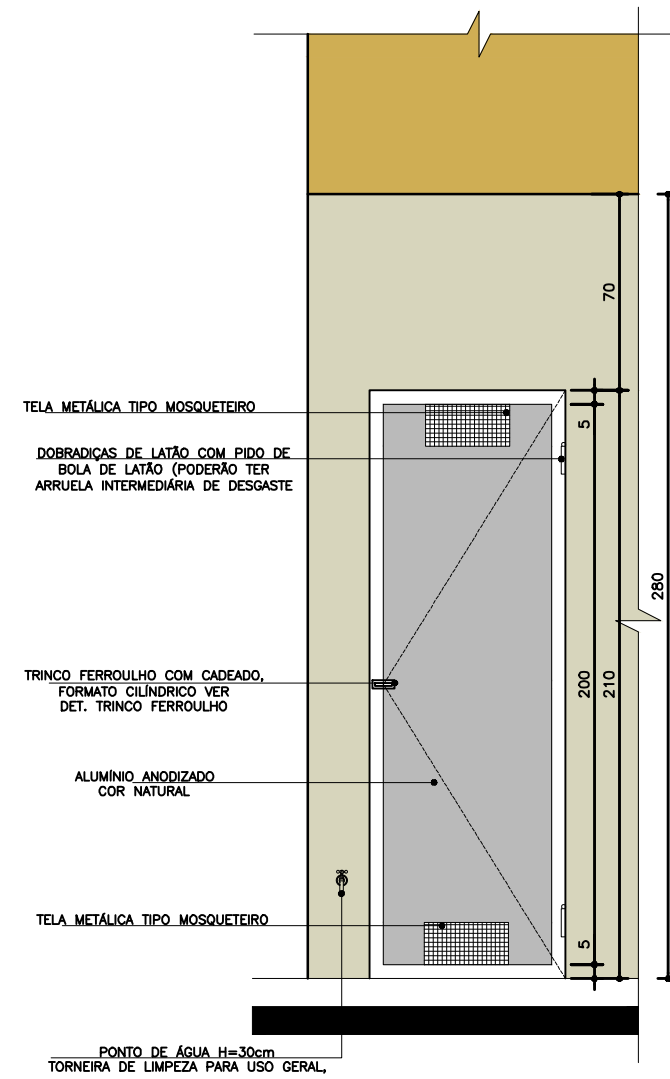 70
TELA METÁLICA TIPO MOSQUETEIRO
5
DOBRADIÇAS DE LATÃO COM PIDO DE
BOLA DE LATÃO (PODERÃO TER
ARRUELA INTERMEDIÁRIA DE DESGASTE
280
TRINCO FERROULHO COM CADEADO,
FORMATO CILÍNDRICO VER
DET. TRINCO FERROULHO
200
210
ALUMÍNIO ANODIZADO
COR NATURAL
TELA METÁLICA TIPO MOSQUETEIRO
5
PONTO DE ÁGUA H=30cm
TORNEIRA DE LIMPEZA PARA USO GERAL,